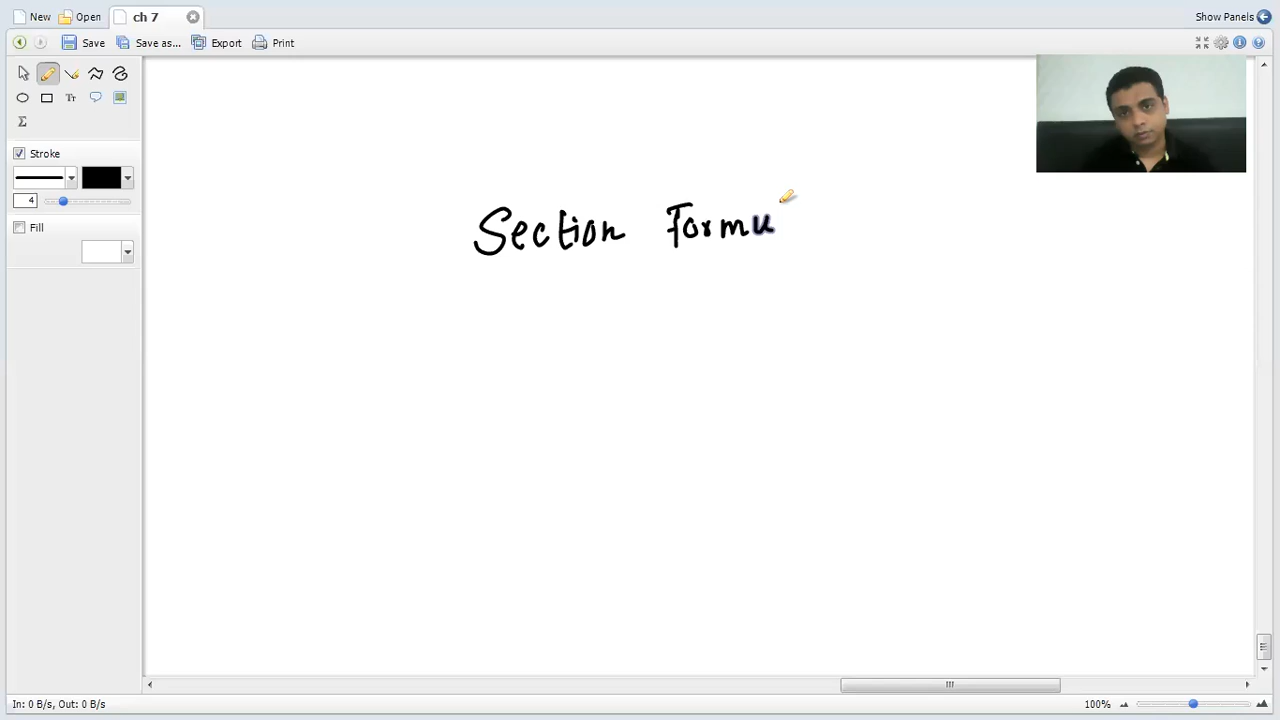 New Open ch 7 Show Panels
Save Save as... Export Print
Tr
Σ
Stroke
4
Fill
Section Formu
In: 0 B/s, Out: 0 B/s 100%